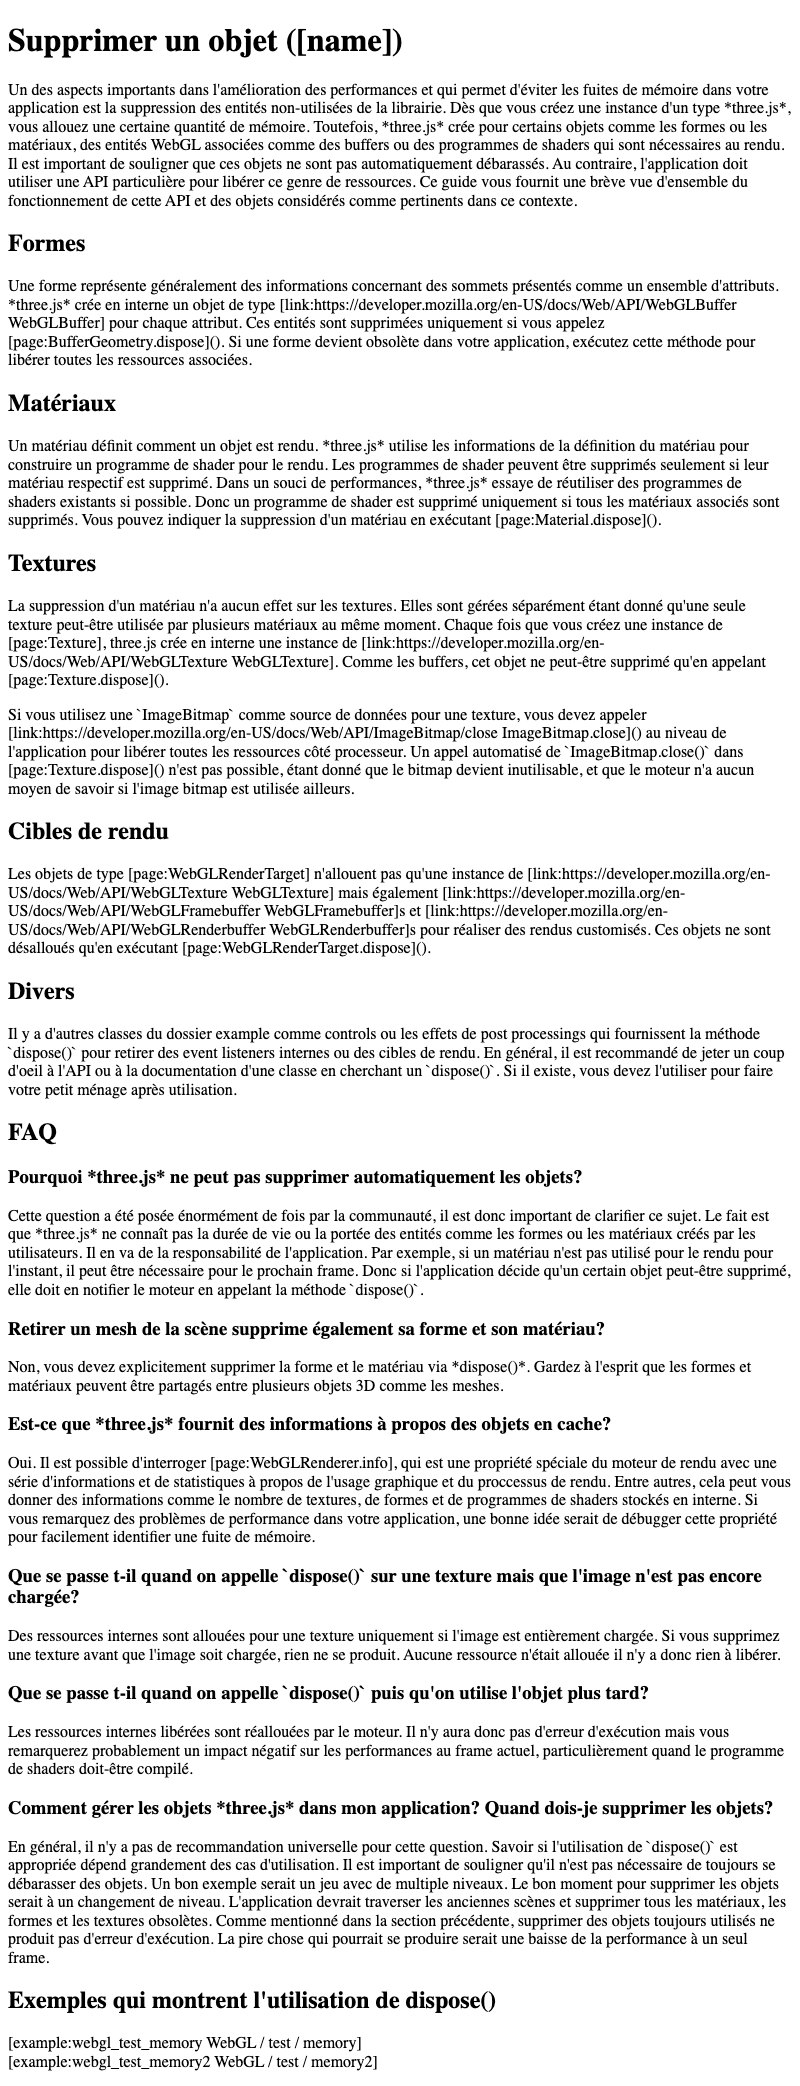 Supprimer un objet ([name])
Un des aspects importants dans l'amélioration des performances et qui permet d'éviter les fuites de mémoire dans votre
application est la suppression des entités non-utilisées de la librairie. Dès que vous créez une instance d'un type *three.js*,
vous allouez une certaine quantité de mémoire. Toutefois, *three.js* crée pour certains objets comme les formes ou les
matériaux, des entités WebGL associées comme des buffers ou des programmes de shaders qui sont nécessaires au rendu.
Il est important de souligner que ces objets ne sont pas automatiquement débarassés. Au contraire, l'application doit
utiliser une API particulière pour libérer ce genre de ressources. Ce guide vous fournit une brève vue d'ensemble du
fonctionnement de cette API et des objets considérés comme pertinents dans ce contexte.
Formes
Une forme représente généralement des informations concernant des sommets présentés comme un ensemble d'attributs.
*three.js* crée en interne un objet de type [link:https://developer.mozilla.org/en-US/docs/Web/API/WebGLBuffer
WebGLBuffer] pour chaque attribut. Ces entités sont supprimées uniquement si vous appelez
[page:BufferGeometry.dispose](). Si une forme devient obsolète dans votre application, exécutez cette méthode pour
libérer toutes les ressources associées.
Matériaux
Un matériau définit comment un objet est rendu. *three.js* utilise les informations de la définition du matériau pour
construire un programme de shader pour le rendu. Les programmes de shader peuvent être supprimés seulement si leur
matériau respectif est supprimé. Dans un souci de performances, *three.js* essaye de réutiliser des programmes de
shaders existants si possible. Donc un programme de shader est supprimé uniquement si tous les matériaux associés sont
supprimés. Vous pouvez indiquer la suppression d'un matériau en exécutant [page:Material.dispose]().
Textures
La suppression d'un matériau n'a aucun effet sur les textures. Elles sont gérées séparément étant donné qu'une seule
texture peut-être utilisée par plusieurs matériaux au même moment. Chaque fois que vous créez une instance de
[page:Texture], three.js crée en interne une instance de [link:https://developer.mozilla.org/en-
US/docs/Web/API/WebGLTexture WebGLTexture]. Comme les buffers, cet objet ne peut-être supprimé qu'en appelant
[page:Texture.dispose]().
Si vous utilisez une `ImageBitmap` comme source de données pour une texture, vous devez appeler
[link:https://developer.mozilla.org/en-US/docs/Web/API/ImageBitmap/close ImageBitmap.close]() au niveau de
l'application pour libérer toutes les ressources côté processeur. Un appel automatisé de `ImageBitmap.close()` dans
[page:Texture.dispose]() n'est pas possible, étant donné que le bitmap devient inutilisable, et que le moteur n'a aucun
moyen de savoir si l'image bitmap est utilisée ailleurs.
Cibles de rendu
Les objets de type [page:WebGLRenderTarget] n'allouent pas qu'une instance de [link:https://developer.mozilla.org/en-
US/docs/Web/API/WebGLTexture WebGLTexture] mais également [link:https://developer.mozilla.org/en-
US/docs/Web/API/WebGLFramebuffer WebGLFramebuffer]s et [link:https://developer.mozilla.org/en-
US/docs/Web/API/WebGLRenderbuffer WebGLRenderbuffer]s pour réaliser des rendus customisés. Ces objets ne sont
désalloués qu'en exécutant [page:WebGLRenderTarget.dispose]().
Divers
Il y a d'autres classes du dossier example comme controls ou les effets de post processings qui fournissent la méthode
`dispose()` pour retirer des event listeners internes ou des cibles de rendu. En général, il est recommandé de jeter un coup
d'oeil à l'API ou à la documentation d'une classe en cherchant un `dispose()`. Si il existe, vous devez l'utiliser pour faire
votre petit ménage après utilisation.
FAQ
Pourquoi *three.js* ne peut pas supprimer automatiquement les objets?
Cette question a été posée énormément de fois par la communauté, il est donc important de clarifier ce sujet. Le fait est
que *three.js* ne connaît pas la durée de vie ou la portée des entités comme les formes ou les matériaux créés par les
utilisateurs. Il en va de la responsabilité de l'application. Par exemple, si un matériau n'est pas utilisé pour le rendu pour
l'instant, il peut être nécessaire pour le prochain frame. Donc si l'application décide qu'un certain objet peut-être supprimé,
elle doit en notifier le moteur en appelant la méthode `dispose()`.
Retirer un mesh de la scène supprime également sa forme et son matériau?
Non, vous devez explicitement supprimer la forme et le matériau via *dispose()*. Gardez à l'esprit que les formes et
matériaux peuvent être partagés entre plusieurs objets 3D comme les meshes.
Est-ce que *three.js* fournit des informations à propos des objets en cache?
Oui. Il est possible d'interroger [page:WebGLRenderer.info], qui est une propriété spéciale du moteur de rendu avec une
série d'informations et de statistiques à propos de l'usage graphique et du proccessus de rendu. Entre autres, cela peut vous
donner des informations comme le nombre de textures, de formes et de programmes de shaders stockés en interne. Si
vous remarquez des problèmes de performance dans votre application, une bonne idée serait de débugger cette propriété
pour facilement identifier une fuite de mémoire.
Que se passe t-il quand on appelle `dispose()` sur une texture mais que l'image n'est pas encore
chargée?
Des ressources internes sont allouées pour une texture uniquement si l'image est entièrement chargée. Si vous supprimez
une texture avant que l'image soit chargée, rien ne se produit. Aucune ressource n'était allouée il n'y a donc rien à libérer.
Que se passe t-il quand on appelle `dispose()` puis qu'on utilise l'objet plus tard?
Les ressources internes libérées sont réallouées par le moteur. Il n'y aura donc pas d'erreur d'exécution mais vous
remarquerez probablement un impact négatif sur les performances au frame actuel, particulièrement quand le programme
de shaders doit-être compilé.
Comment gérer les objets *three.js* dans mon application? Quand dois-je supprimer les objets?
En général, il n'y a pas de recommandation universelle pour cette question. Savoir si l'utilisation de `dispose()` est
appropriée dépend grandement des cas d'utilisation. Il est important de souligner qu'il n'est pas nécessaire de toujours se
débarasser des objets. Un bon exemple serait un jeu avec de multiple niveaux. Le bon moment pour supprimer les objets
serait à un changement de niveau. L'application devrait traverser les anciennes scènes et supprimer tous les matériaux, les
formes et les textures obsolètes. Comme mentionné dans la section précédente, supprimer des objets toujours utilisés ne
produit pas d'erreur d'exécution. La pire chose qui pourrait se produire serait une baisse de la performance à un seul
frame.
Exemples qui montrent l'utilisation de dispose()
[example:webgl_test_memory WebGL / test / memory]
[example:webgl_test_memory2 WebGL / test / memory2]